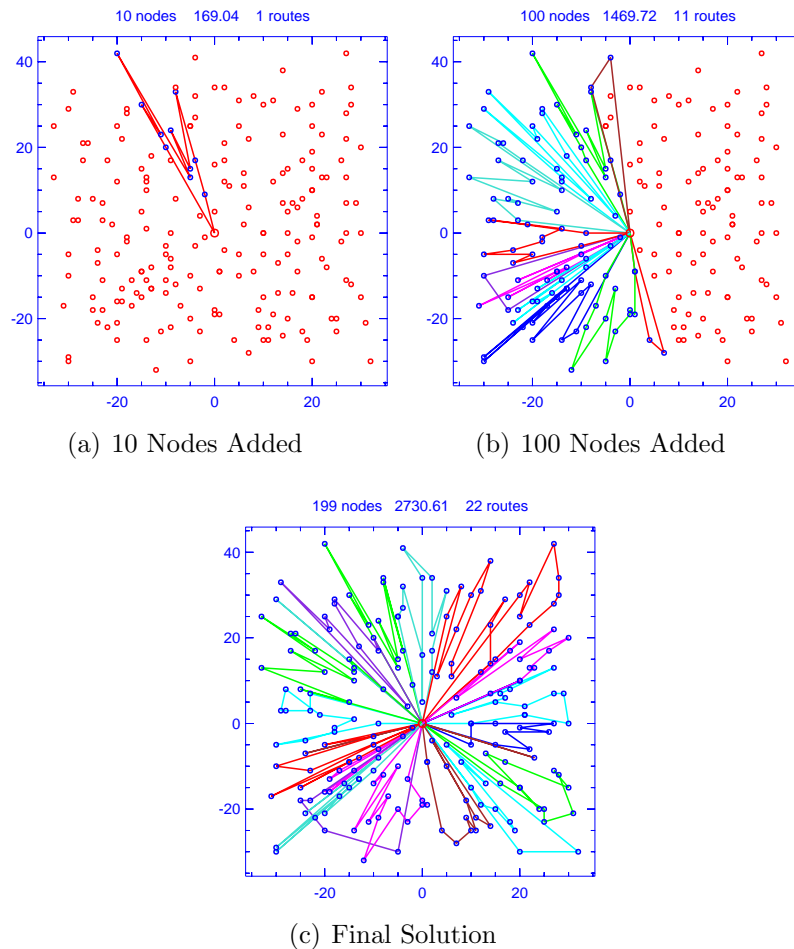 10 nodes 169.04 1 routes
40
20
0
-20
-20 0 20
(a) 10 Nodes Added
100 nodes 1469.72 11 routes
40
20
0
-20
-20 0 20
(b) 100 Nodes Added
199 nodes 2730.61 22 routes
40
20
0
-20
-20 0 20
(c) Final Solution